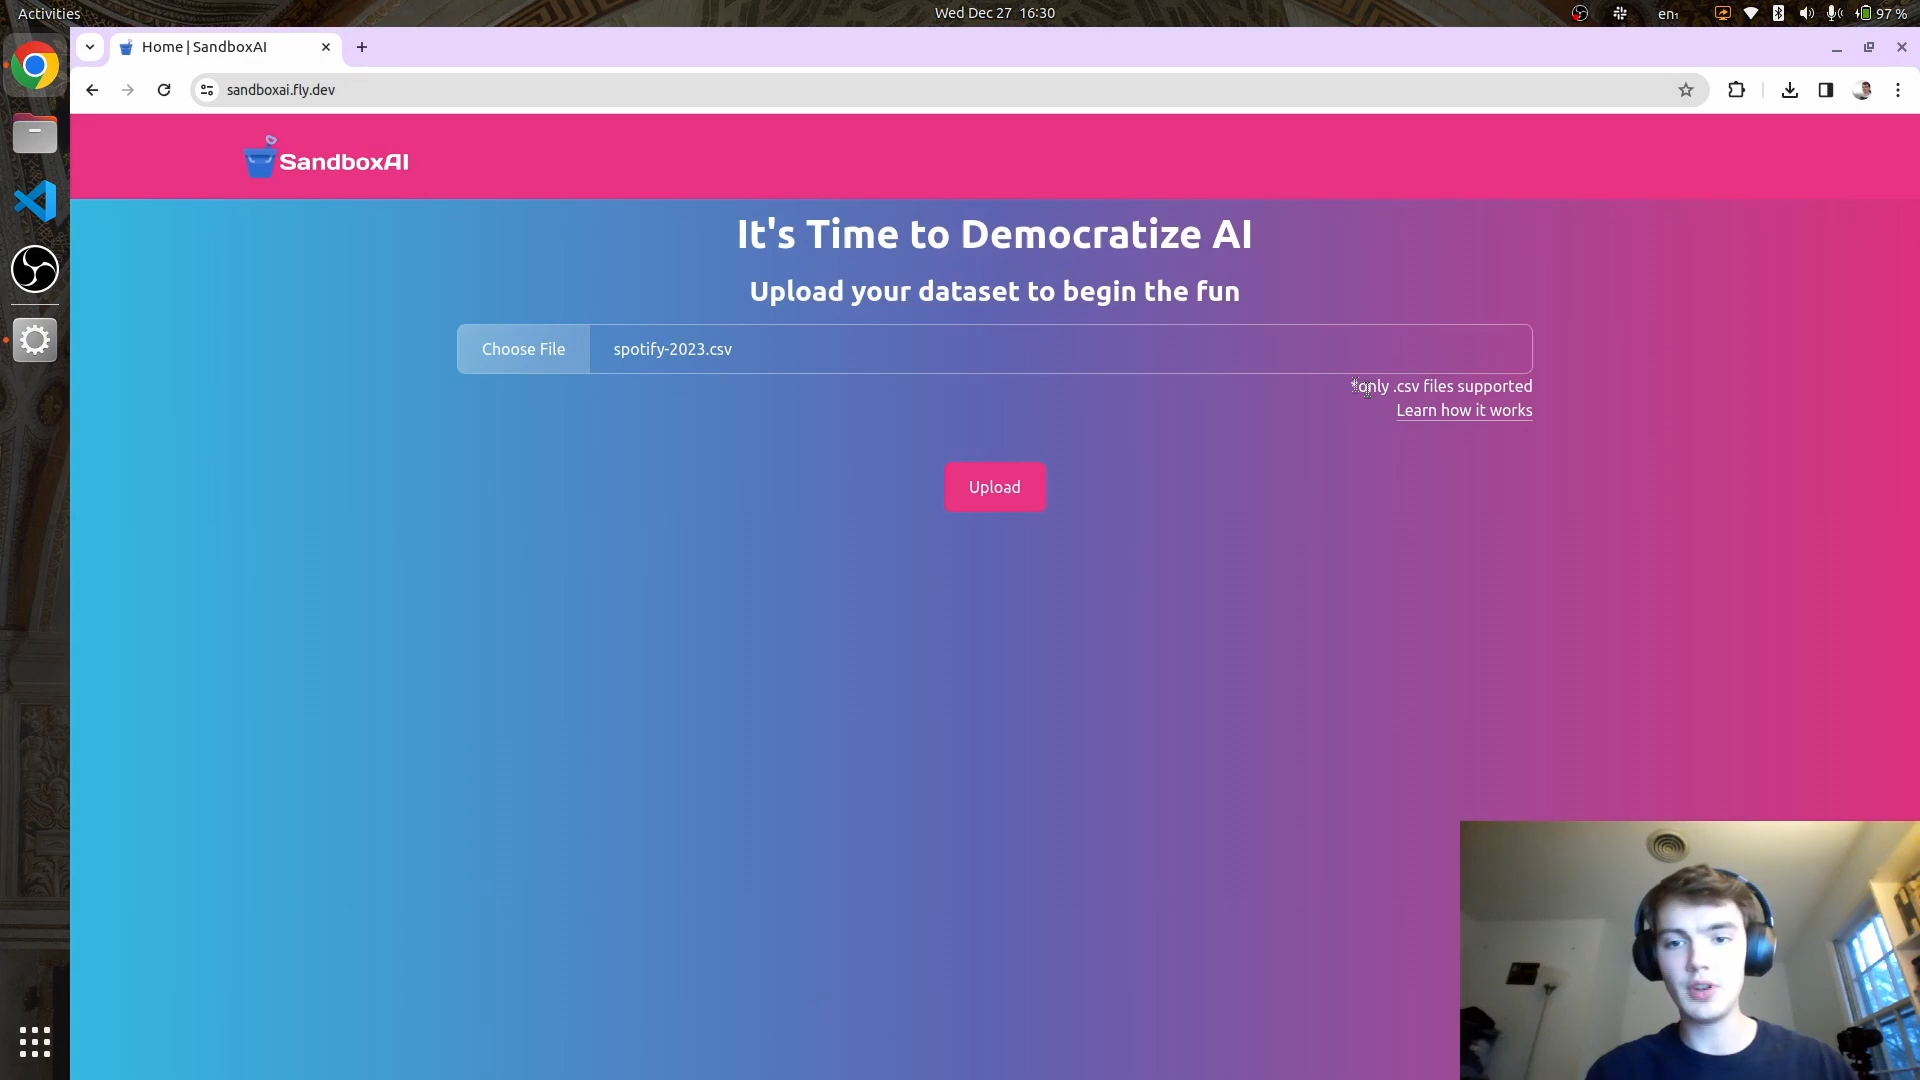 Activities
Wed Dec 27 16:30
en₁
97 %
Home | SandboxAI
sandboxai.fly.dev
SandboxAI
It's Time to Democratize AI
Upload your dataset to begin the fun
Choose File
spotify-2023.csv
*only .csv files supported
Learn how it works
Upload